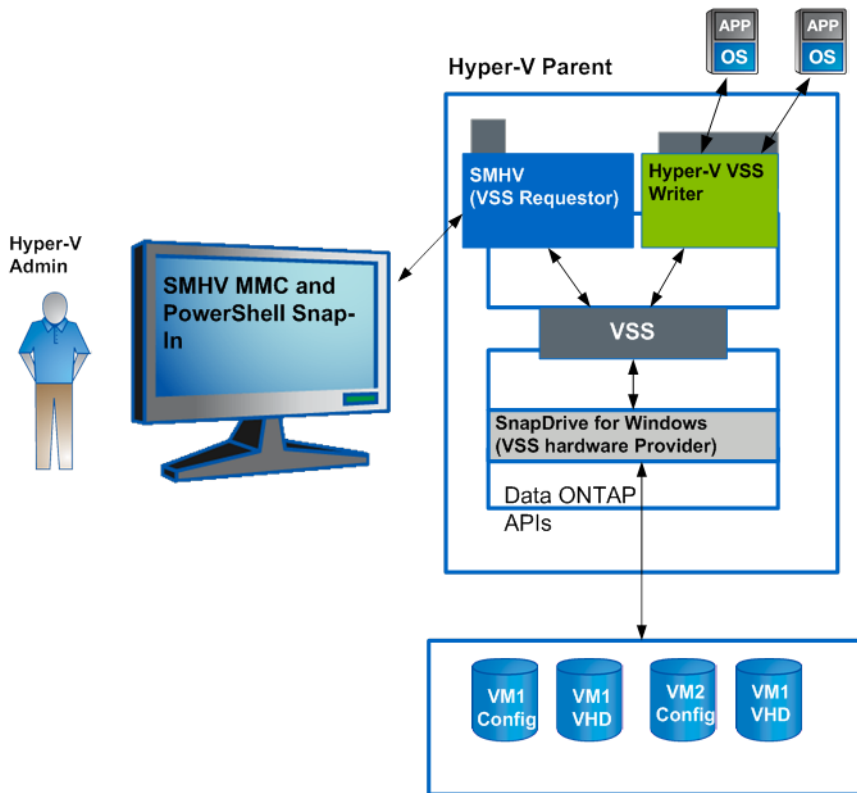 APP
OS
APP
OS
Hyper-V Parent
SMHV
(VSS Requestor)
Hyper-V VSS
Writer
Hyper-V
Admin
SMHV MMC and
PowerShell Snap-
In
VSS
SnapDrive for Windows
(VSS hardware Provider)
Data ONTAP
APIs
VM1
Config
VM1
VHD
VM2
Config
VM1
VHD